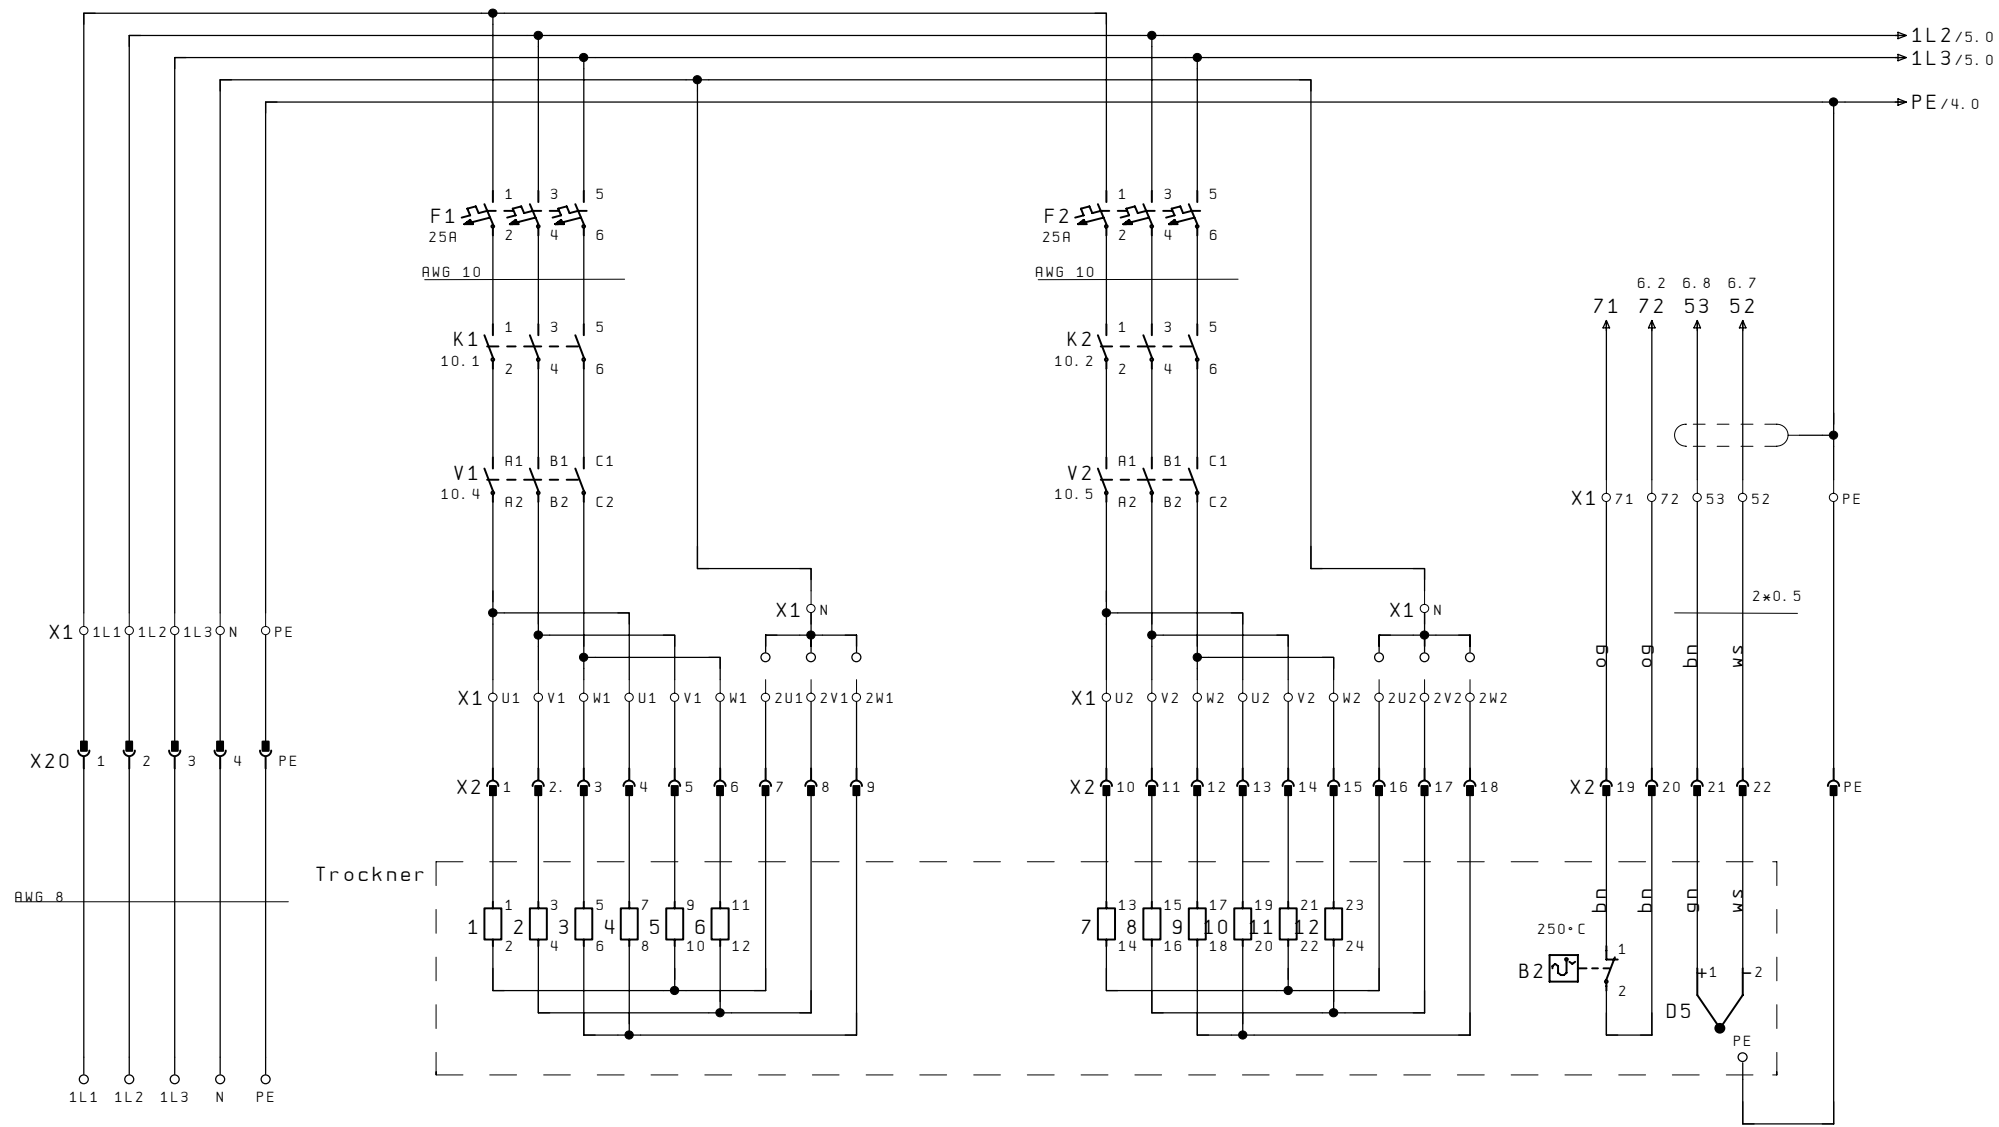 1L2/5.0
1L3/5.0
PE/4.0
1 3 5
F1
25A
2 4 6
1 3 5
F2
25A
2 4 6
AWG 10
AWG 10
6.2 6.8 6.7
71 72 53 52
1 3 5
K1
10.1
2 4 6
1 3 5
K2
10.2
2 4 6
A1 B1 C1
V1
10.4
A2 B2 C2
A1 B1 C1
V2
10.5
A2 B2 C2
X1 71 72 53 52 PE
2*0.5
X1 N
X1 N
X1 1L1 1L2 1L3 N PE
og og bn ws
X1 U1 V1 W1 U1 V1 W1 2U1 2V1 2W1
X1 U2 V2 W2 U2 V2 W2 2U2 2V2 2W2
X20 1 2 3 4 PE
X2 1 2. 3 4 5 6 7 8 9
X2 10 11 12 13 14 15 16 17 18
X2 19 20 21 22 PE
Trockner
AWG 8
bn bn gn ws
1 3 5 7 9 11
1 2 3 4 5 6
2 4 6 8 10 12
13 15 17 19 21 23
7 8 9 10 11 12
14 16 18 20 22 24
250°C
1
B2
2
+1 -2
D5
PE
1L1 1L2 1L3 N PE